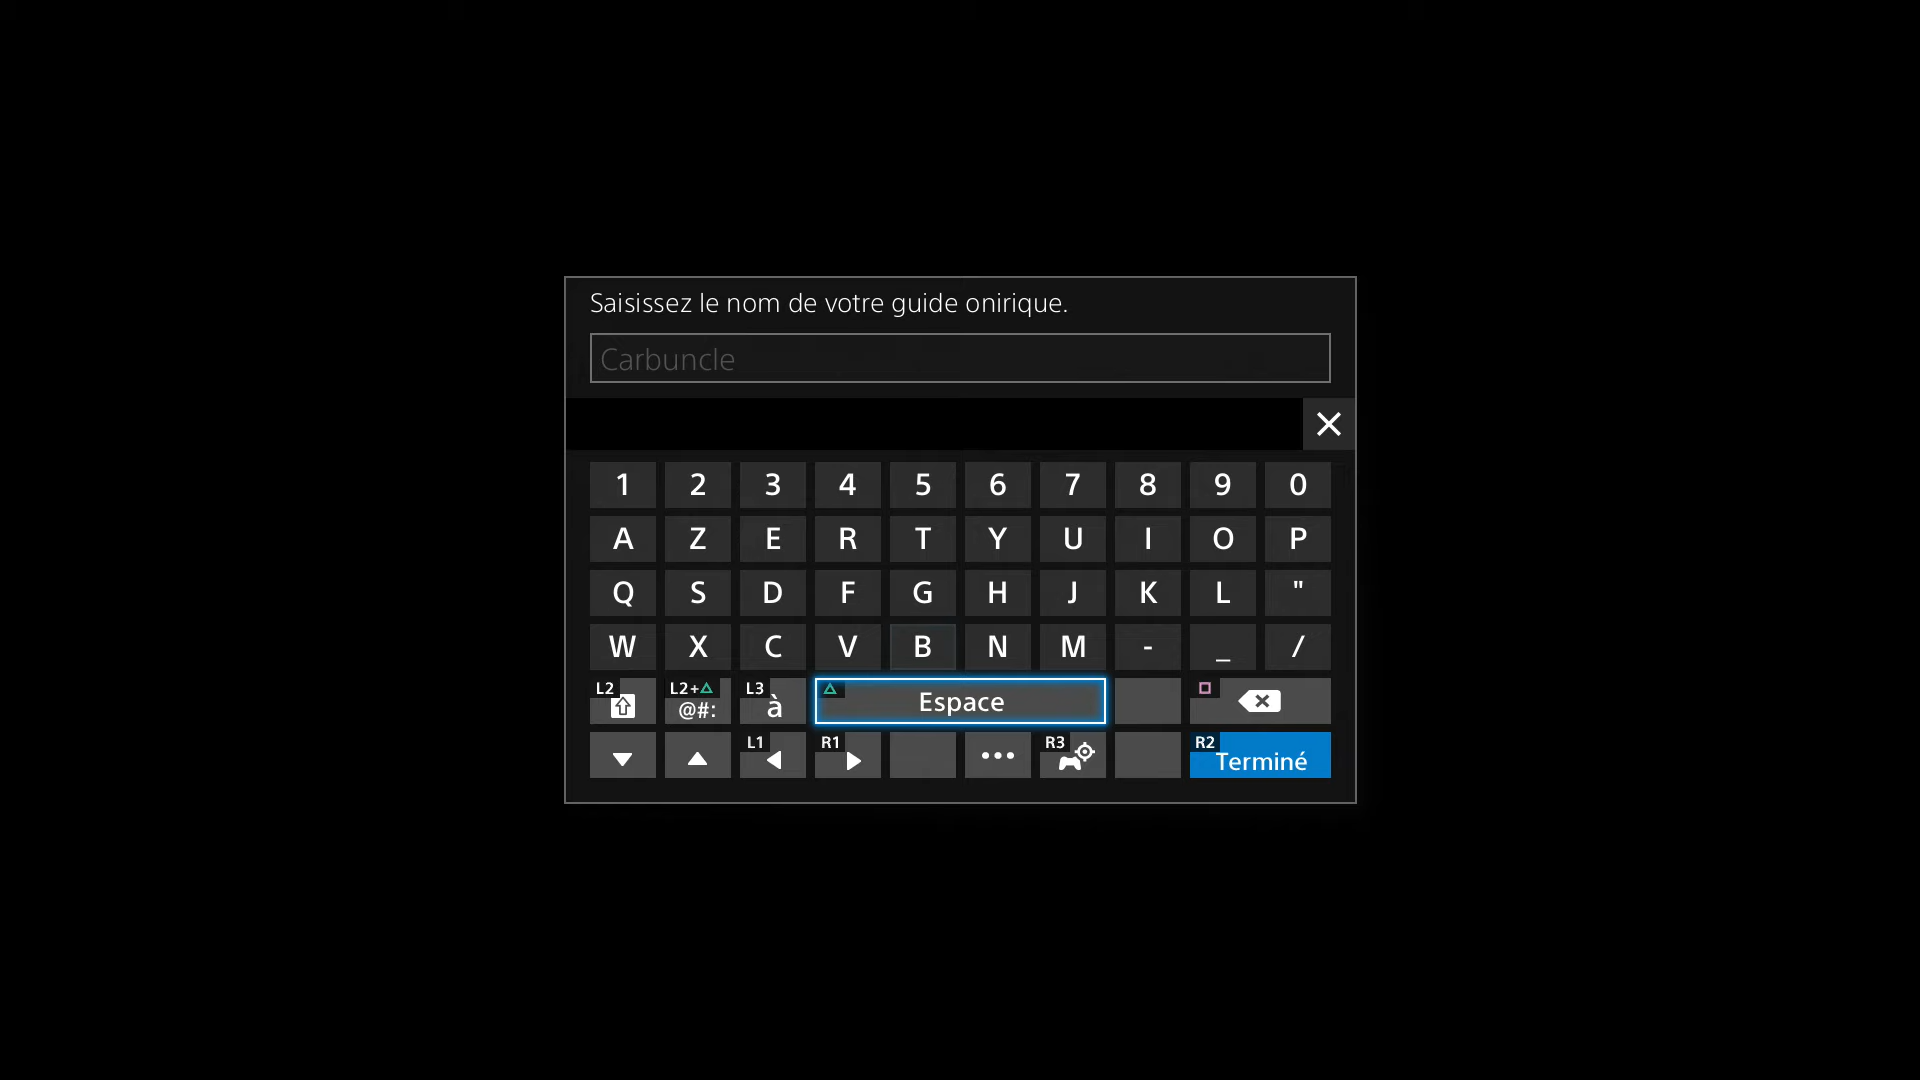 Saisissez le nom de votre guide onirique.
Carbuncle
1 2 3 4 5 6 7 8 9 0
A Z E R T Y U I O P
Q S D F G H J K L "
W X C V B N M - _ /
L2 L2+△ @#: L3 à △ Espace □
L1 R1 ... R3 R2 Terminé